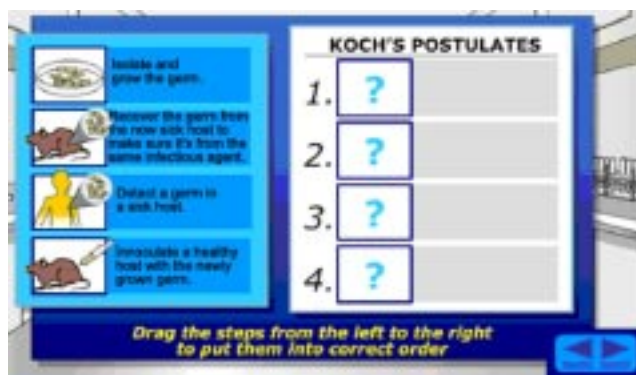 Isolate and
grow the germ.
Recover the germ from
the now sick host to
make sure it's from the
same infectious agent.
Detect a germ in
a sick host.
Innoculate a healthy
host with the newly
grown germ.
KOCH'S POSTULATES
1. ?
2. ?
3. ?
4. ?
Drag the steps from the left to the right
to put them into correct order